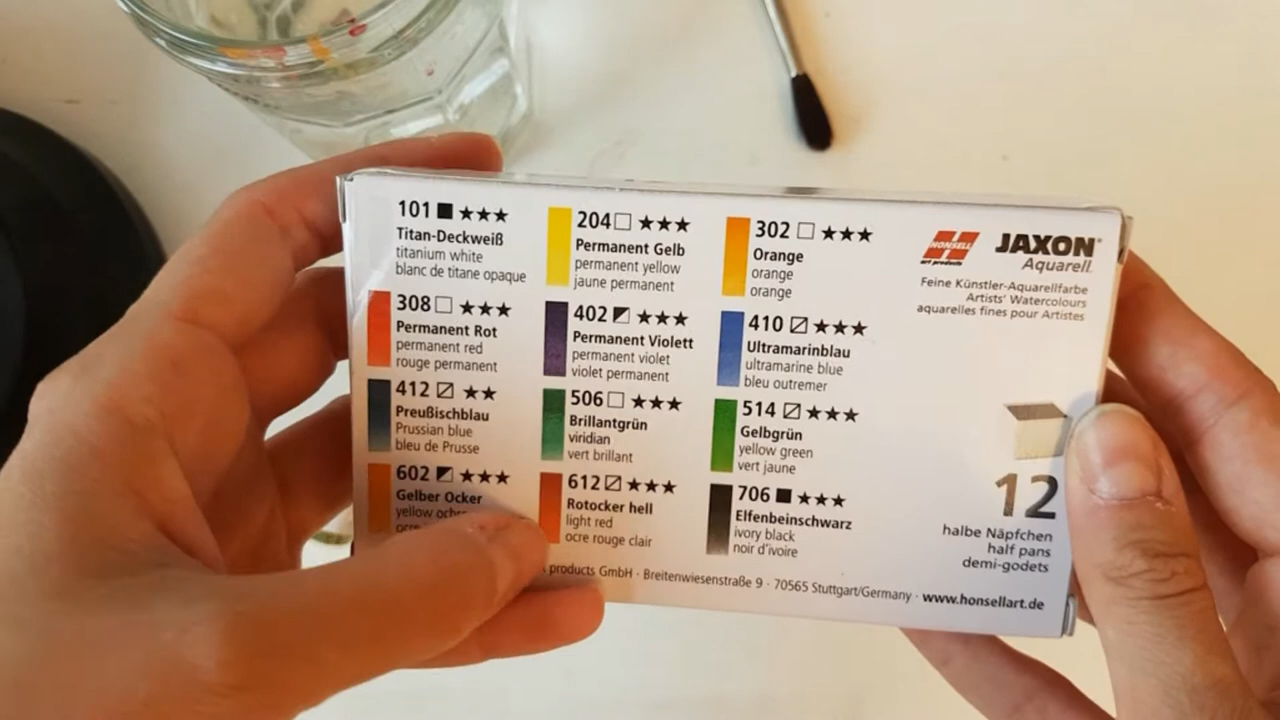 101 ■ ★★★
Titan-Deckweiß
titanium white
blanc de titane opaque
204 □ ★★★
Permanent Gelb
permanent yellow
jaune permanent
302 □ ★★★
Orange
orange
orange
HONSELL
art products
JAXON®
Aquarell
Feine Künstler-Aquarellfarbe
Artists' Watercolours
aquarelles fines pour Artistes
308 □ ★★★
Permanent Rot
permanent red
rouge permanent
402 ◩ ★★★
Permanent Violett
permanent violet
violet permanent
410 ⧄ ★★★
Ultramarinblau
ultramarine blue
bleu outremer
412 ⧄ ★★
Preußischblau
Prussian blue
bleu de Prusse
506 □ ★★★
Brillantgrün
viridian
vert brillant
514 ⧄ ★★★
Gelbgrün
yellow green
vert jaune
602 ◩ ★★★
Gelber Ocker
yellow
612 ⧄ ★★★
Rotocker hell
light red
ocre rouge clair
706 ■ ★★★
Elfenbeinschwarz
ivory black
noir d'ivoire
12
halbe Näpfchen
half pans
demi-godets
products GmbH · Breitenwiesenstraße 9 · 70565 Stuttgart/Germany · www.honsellart.de